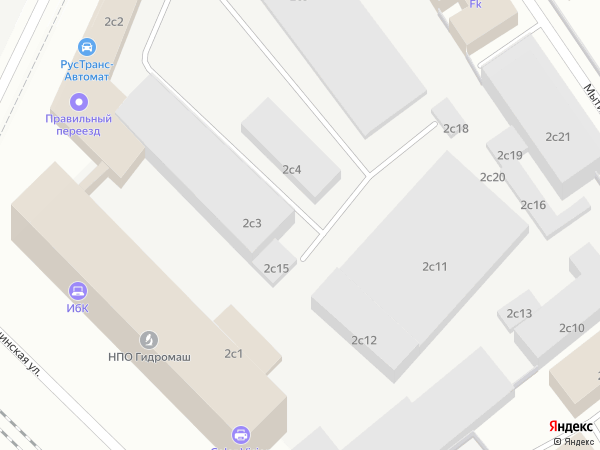 2с2
Fk
РусТранс-
Автомат
Правильный
переезд
2с18
2с21
2с19
2с4
2с20
2с16
2с3
2с15
2с11
ИбК
2с13
2с10
2с12
НПО Гидромаш
2с1
Яндекс
© Яндекс